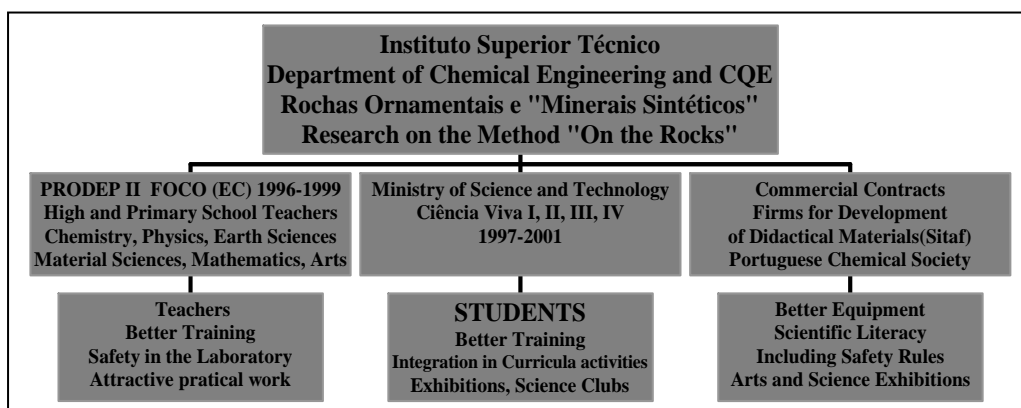 Instituto Superior Técnico
Department of Chemical Engineering and CQE
Rochas Ornamentais e "Minerais Sintéticos"
Research on the Method "On the Rocks"
PRODEP II FOCO (EC) 1996-1999
High and Primary School Teachers
Chemistry, Physics, Earth Sciences
Material Sciences, Mathematics, Arts
Ministry of Science and Technology
Ciência Viva I, II, III, IV
1997-2001
Commercial Contracts
Firms for Development
of Didactical Materials(Sitaf)
Portuguese Chemical Society
Teachers
Better Training
Safety in the Laboratory
Attractive pratical work
STUDENTS
Better Training
Integration in Curricula activities
Exhibitions, Science Clubs
Better Equipment
Scientific Literacy
Including Safety Rules
Arts and Science Exhibitions